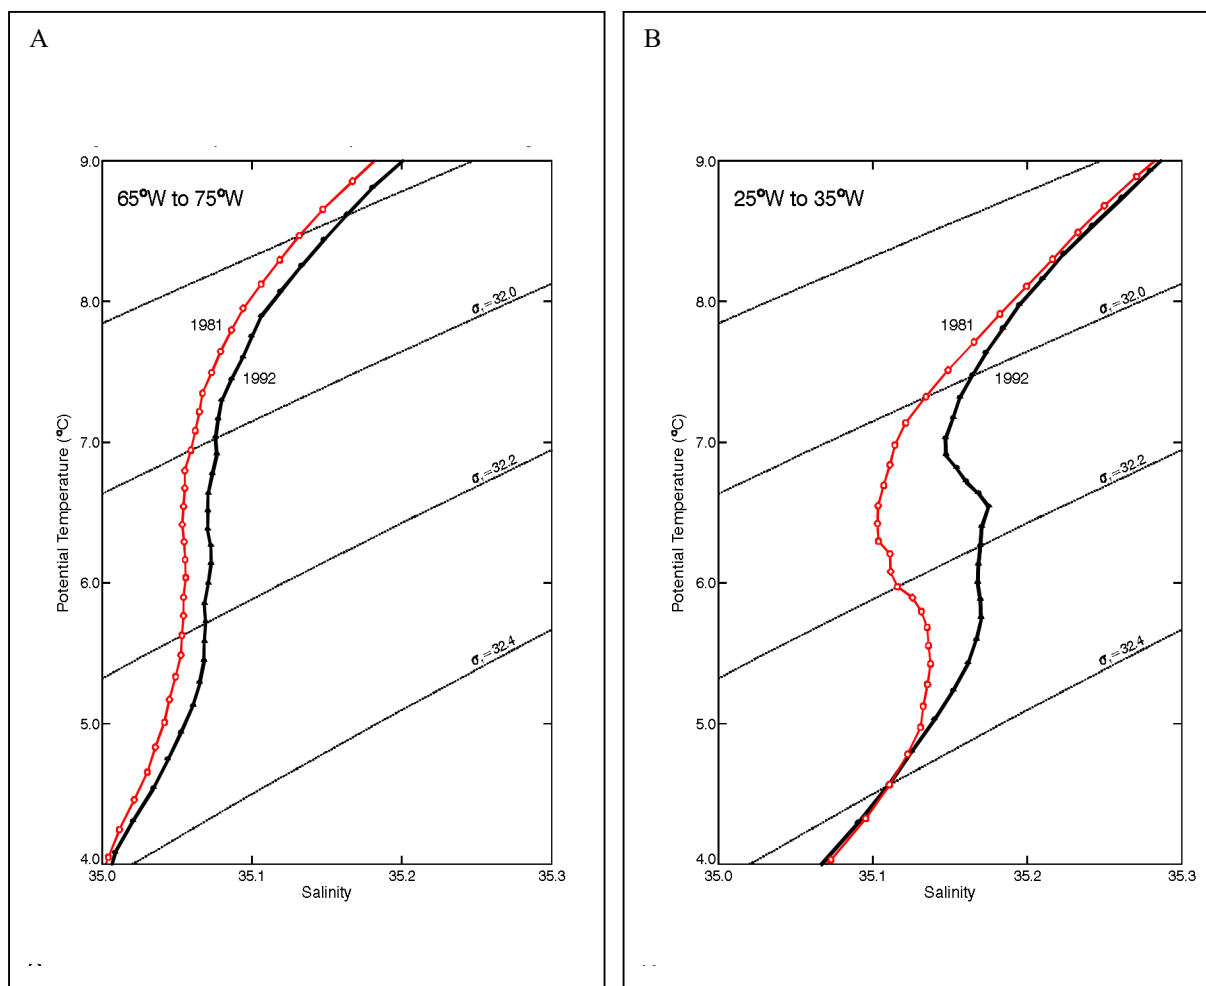 A
65°W to 75°W
9.0
8.0
7.0
6.0
5.0
4.0
Potential Temperature (°C)
1981
1992
σ₁=32.0
σ₁=32.2
σ₁=32.4
35.0
35.1
35.2
35.3
Salinity
B
25°W to 35°W
9.0
8.0
7.0
6.0
5.0
4.0
Potential Temperature (°C)
1981
1992
σ₁=32.0
σ₁=32.2
σ₁=32.4
35.0
35.1
35.2
35.3
Salinity